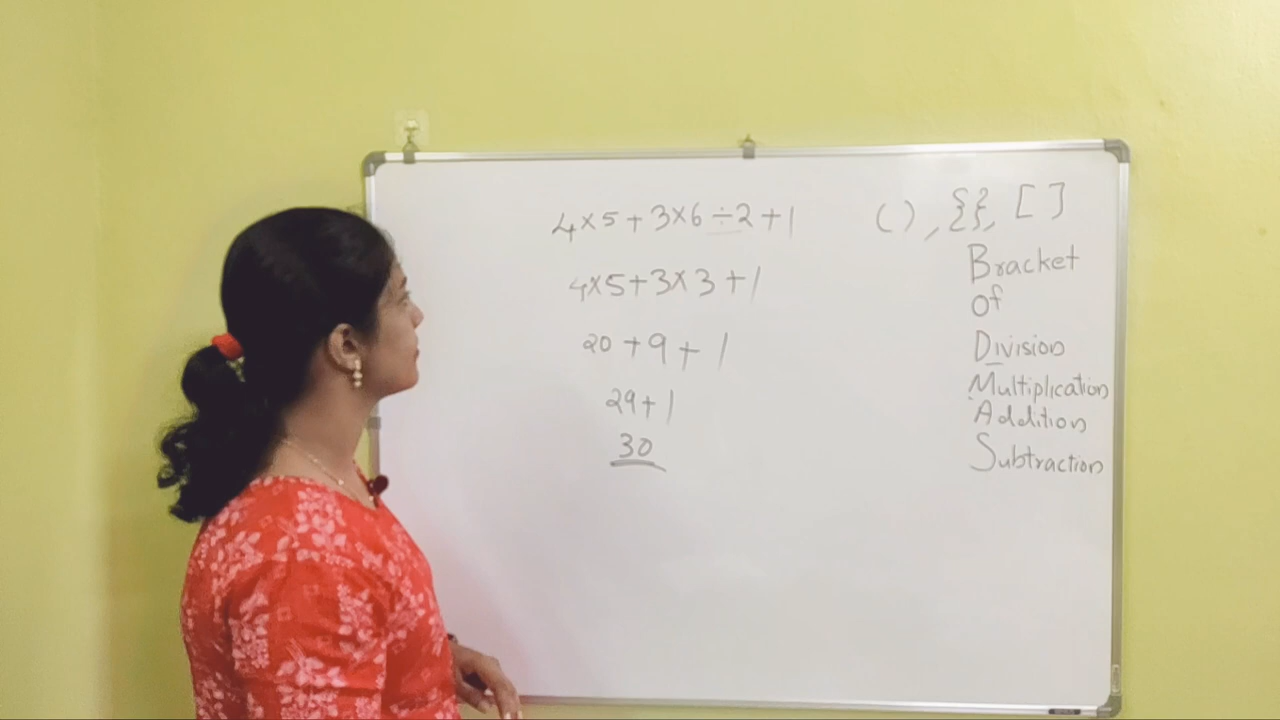 4×5+3×6÷2+1
4×5+3×3+1
20+9+1
29+1
30
( ), { }, [ ]
Bracket
Of
Division
Multiplication
Addition
Subtraction